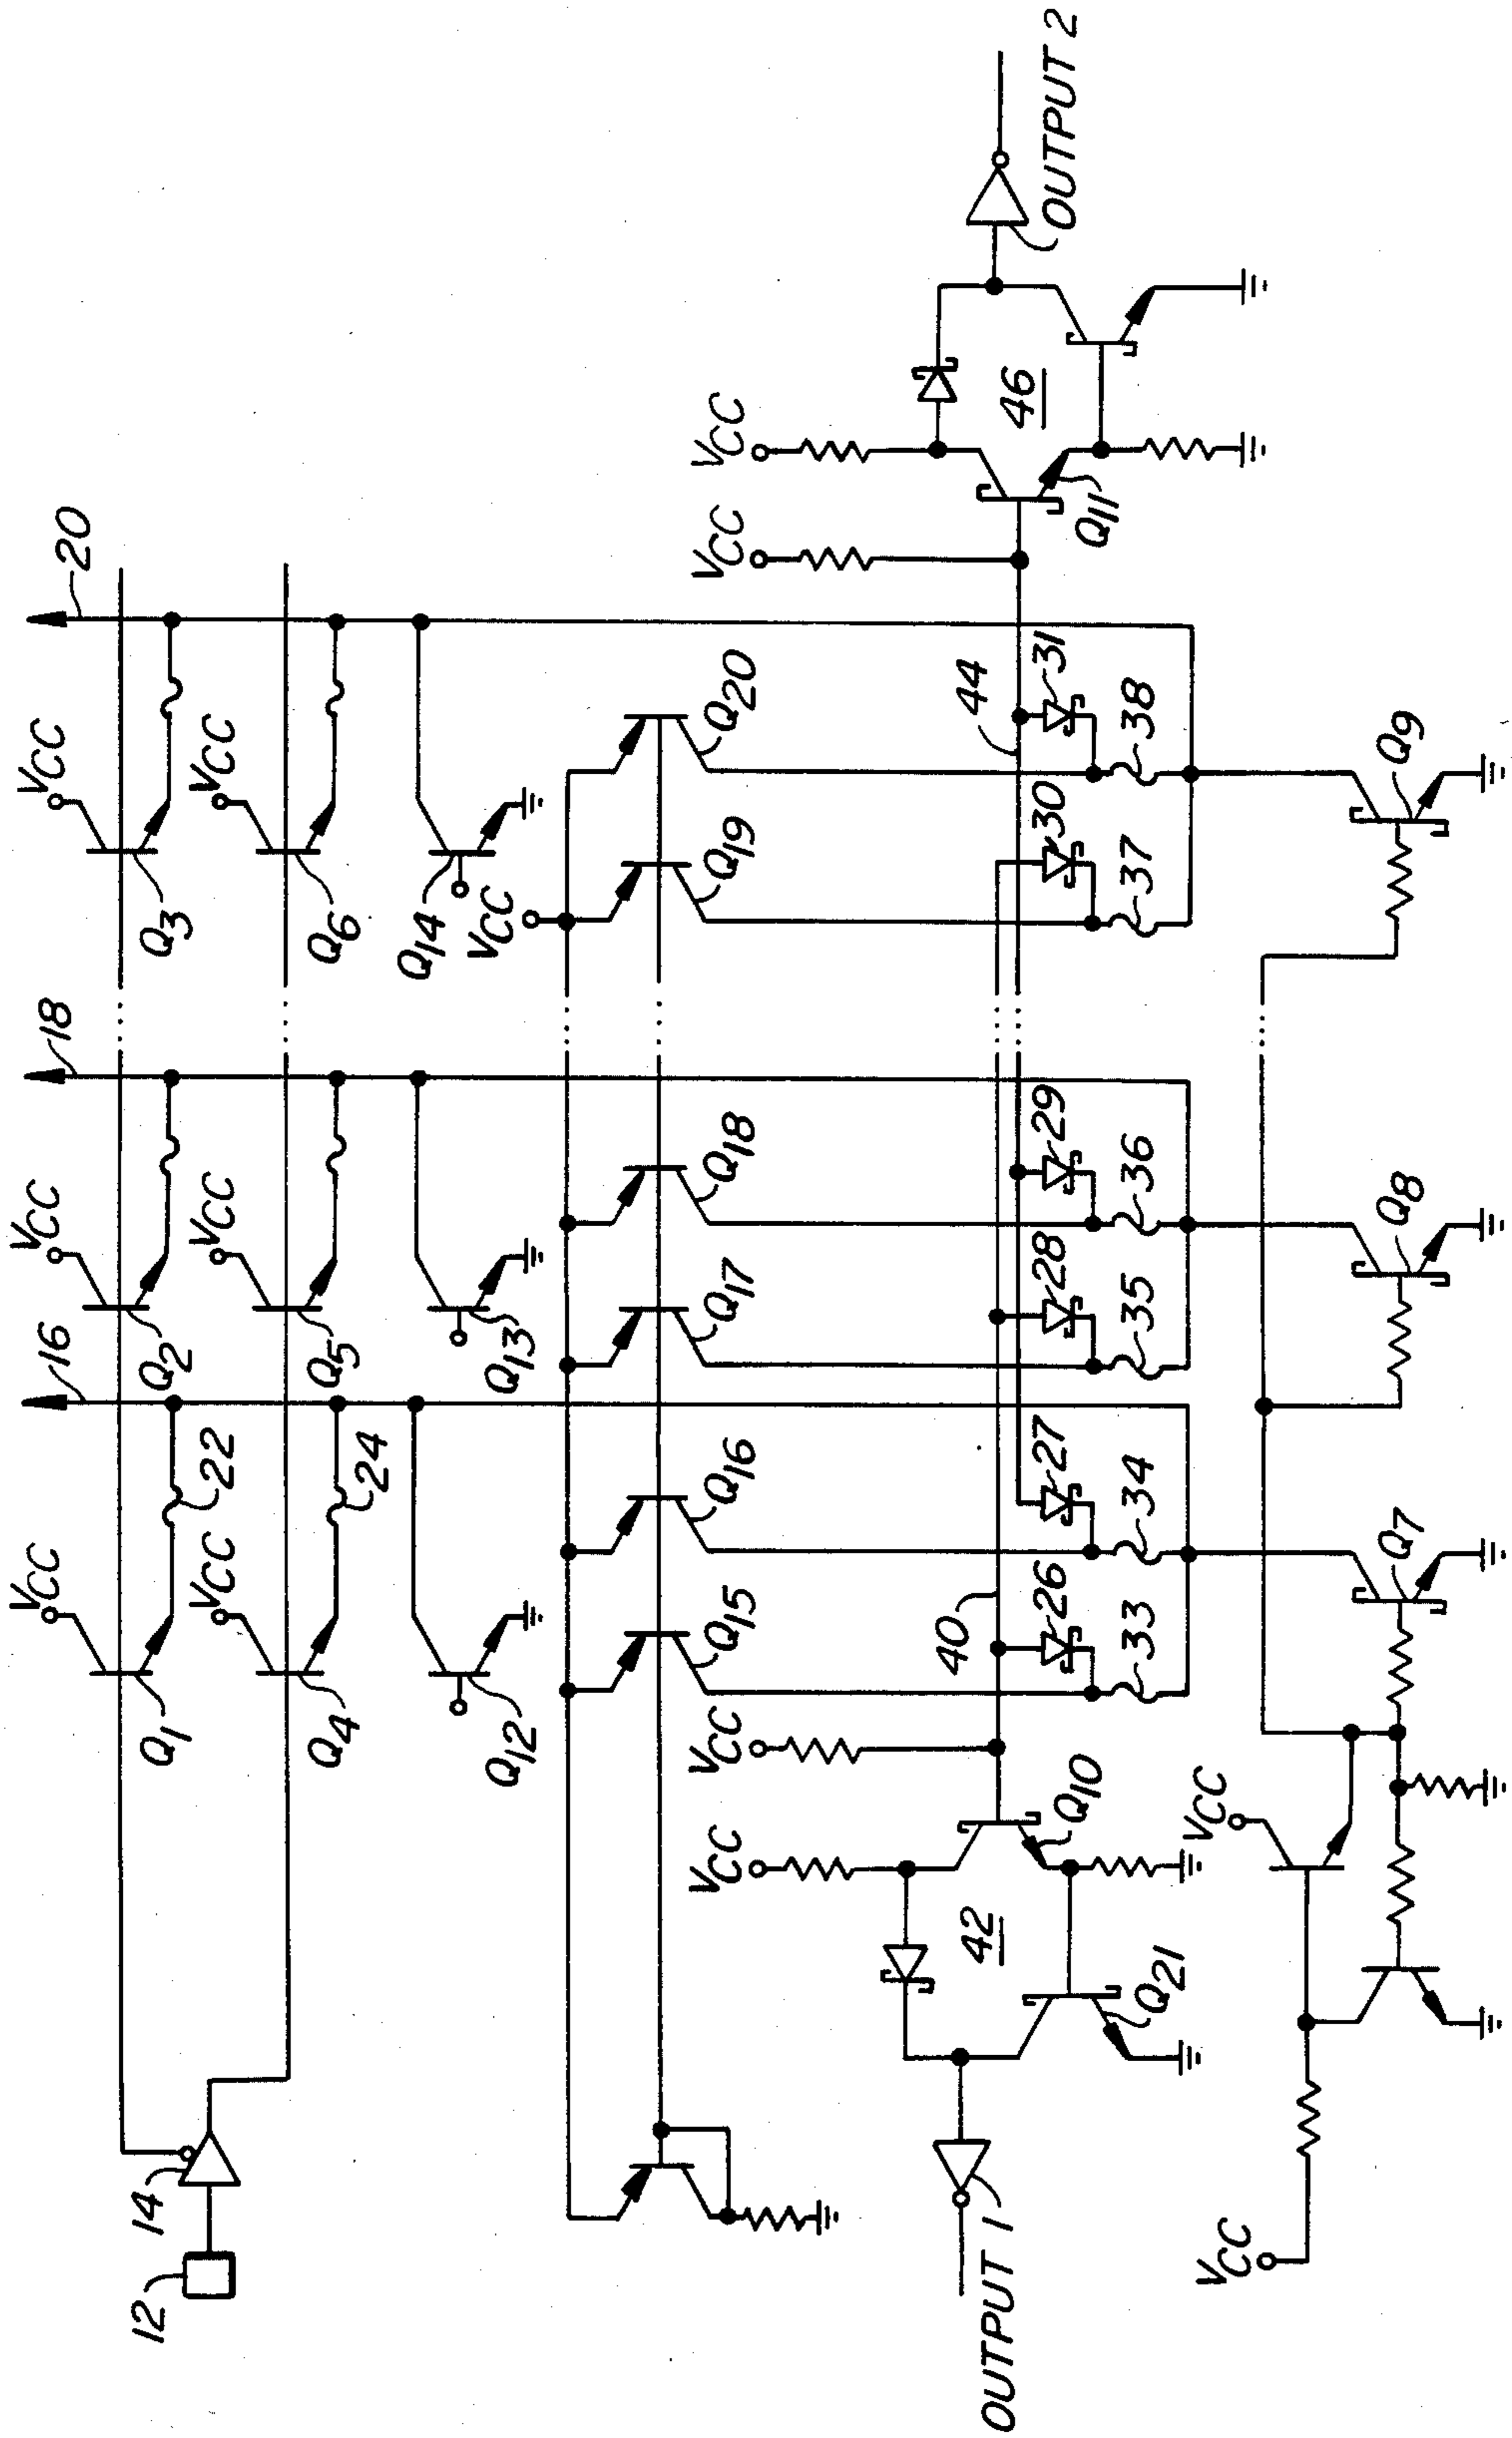 16
18
20
VCC
VCC
VCC
12
14
Q1
Q2
Q3
22
VCC
VCC
VCC
Q4
Q5
Q6
24
Q12
Q13
Q14
VCC
Q15
Q16
Q17
Q18
Q19
Q20
VCC
VCC
VCC
VCC
40
44
42
46
OUTPUT 1
OUTPUT 2
26
27
28
29
30
31
Q10
Q11
33
34
35
36
37
38
Q21
VCC
VCC
Q7
Q8
Q9